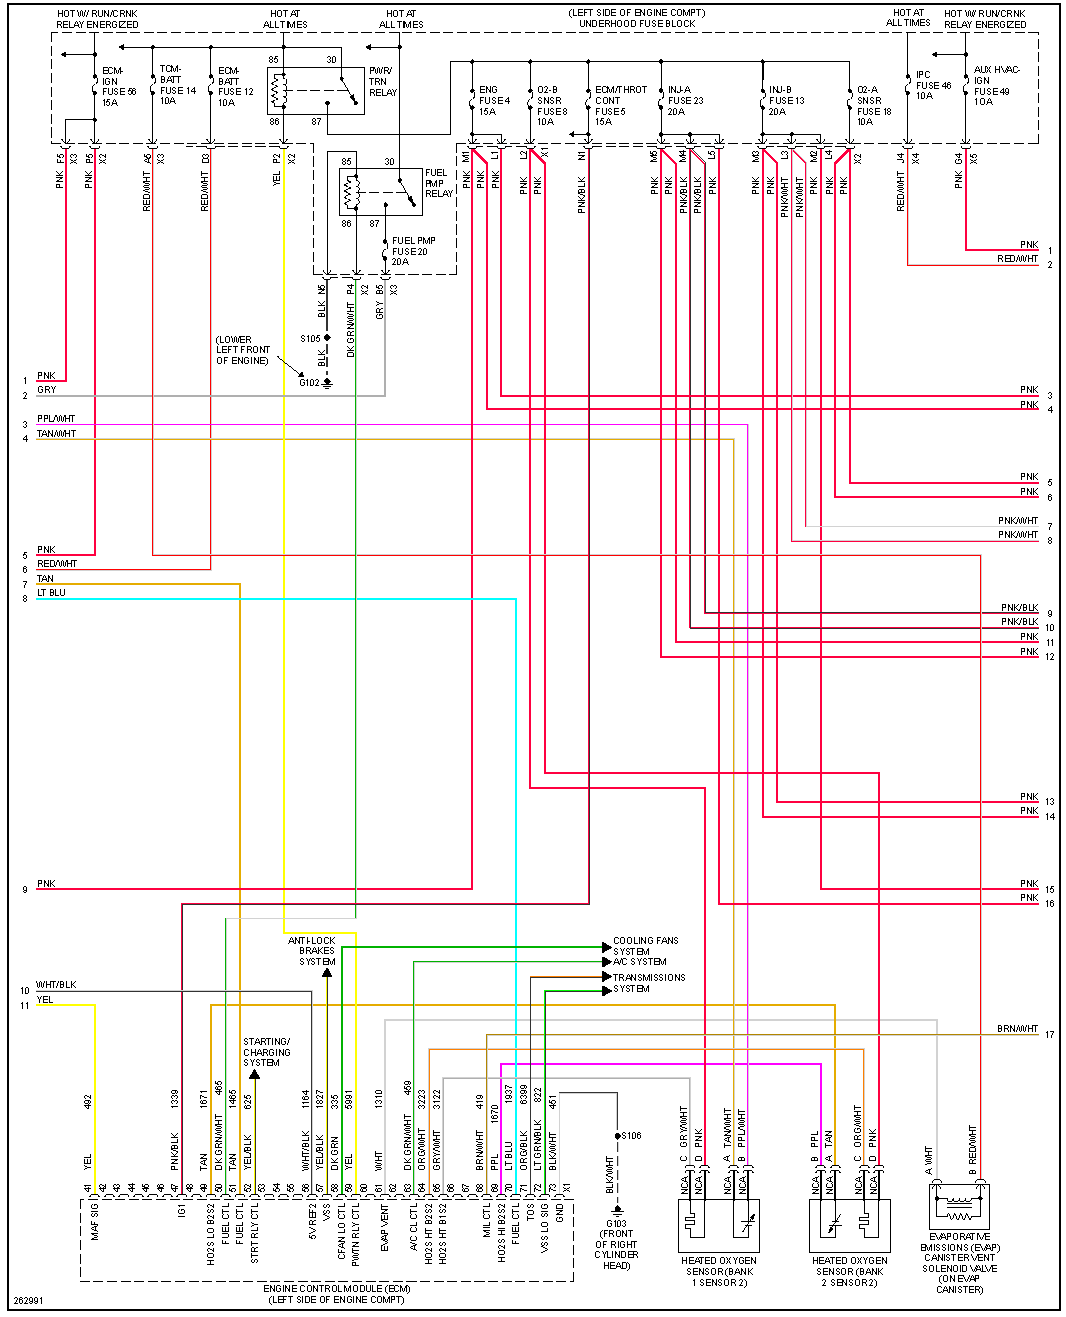 HOT W/ RUN/CRNK
RELAY ENERGIZED
HOT AT
ALL TIMES
HOT AT
ALL TIMES
(LEFT SIDE OF ENGINE COMPT)
UNDERHOOD FUSE BLOCK
HOT AT
ALL TIMES
HOT W/ RUN/CRNK
RELAY ENERGIZED
ECM-
IGN
FUSE 56
15A
TCM-
BATT
FUSE 14
10A
ECM-
BATT
FUSE 12
10A
85
30
86
87
PWR/
TRN
RELAY
ENG
FUSE 4
15A
O2-B
SNSR
FUSE 8
10A
ECM/THROT
CONT
FUSE 5
15A
INJ-A
FUSE 23
20A
INJ-B
FUSE 13
20A
O2-A
SNSR
FUSE 18
10A
IPC
FUSE 46
10A
AUX HVAC-
IGN
FUSE 49
10A
F5
X3
P5
X2
A6
X3
D3
P2
X2
M1
L1
L2
X1
N1
M5
M4
L5
M3
L3
M2
L4
X2
J4
X4
G4
X5
PNK
PNK
RED/WHT
RED/WHT
YEL
PNK
PNK
PNK
PNK
PNK/BLK
PNK
PNK
PNK/BLK
PNK/BLK
PNK
PNK
PNK
PNK/WHT
PNK/WHT
PNK
PNK
PNK
RED/WHT
PNK
85
30
86
87
FUEL
PMP
RELAY
FUEL PMP
FUSE 20
20A
N5
P4
X2
B5
X3
BLK
DK GRN/WHT
GRY
S105
BLK
(LOWER
LEFT FRONT
OF ENGINE)
G102
PNK 1
RED/WHT 2
1 PNK
2 GRY
3 PPL/WHT
4 TAN/WHT
PNK 3
PNK 4
PNK 5
PNK 6
PNK/WHT 7
PNK/WHT 8
5 PNK
6 RED/WHT
7 TAN
8 LT BLU
PNK/BLK 9
PNK/BLK 10
PNK 11
PNK 12
PNK 13
PNK 14
9 PNK
PNK 15
PNK 16
ANTI-LOCK
BRAKES
SYSTEM
COOLING FANS
SYSTEM
A/C SYSTEM
TRANSMISSIONS
SYSTEM
10 WHT/BLK
11 YEL
BRN/WHT 17
STARTING/
CHARGING
SYSTEM
492
1339
1671
465
1465
625
1164
1827
335
5991
1310
459
3223
3122
419
1670
1937
6399
822
451
YEL
PNK/BLK
TAN
DK GRN/WHT
TAN
YEL/BLK
WHT/BLK
YEL/BLK
DK GRN
YEL
WHT
DK GRN/WHT
ORG/WHT
GRY/WHT
BRN/WHT
PPL
LT BLU
ORG/BLK
LT GRN/BLK
BLK/WHT
41
42
43
44
45
46
47
48
49
50
51
52
53
54
55
56
57
58
59
60
61
62
63
64
65
66
67
68
69
70
71
72
73
X1
MAF SIG
IG1
HO2S LO B2S2
FUEL CTL
FUEL CTL
STRT RLY CTL
5V REF2
VSS
CFAN LO CTL
PWTN RLY CTL
EVAP VENT
A/C CL CTL
HO2S HT B2S2
HO2S HT B1S2
MIL CTL
HO2S HI B2S2
FUEL CTL
TOS
VSS LO SIG
GND
ENGINE CONTROL MODULE (ECM)
(LEFT SIDE OF ENGINE COMPT)
S106
BLK/WHT
G103
(FRONT
OF RIGHT
CYLINDER
HEAD)
C GRY/WHT
D PNK
A TAN/WHT
B PPL/WHT
NCA
NCA
NCA
NCA
HEATED OXYGEN
SENSOR (BANK
1 SENSOR 2)
B PPL
A TAN
C ORG/WHT
D PNK
NCA
NCA
NCA
NCA
HEATED OXYGEN
SENSOR (BANK
2 SENSOR 2)
A WHT
B RED/WHT
EVAPORATIVE
EMISSIONS (EVAP)
CANISTER VENT
SOLENOID VALVE
(ON EVAP
CANISTER)
262991